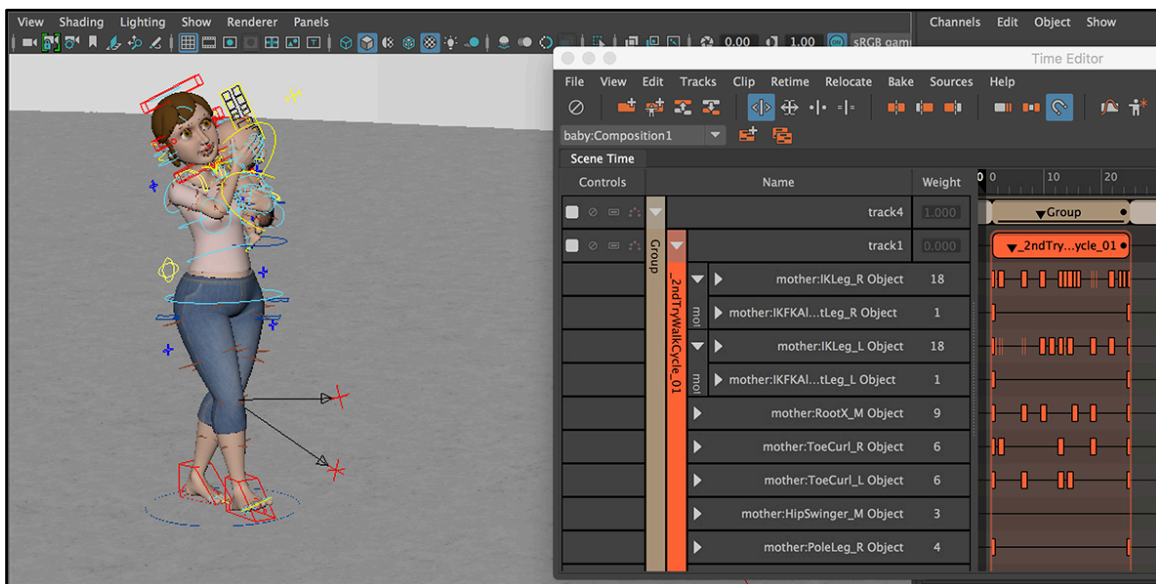 View Shading Lighting Show Renderer Panels
Channels Edit Object Show
0.00 1.00 ON sRGB gam
Time Editor
File View Edit Tracks Clip Retime Relocate Bake Sources Help
baby:Composition1
Scene Time
Controls Name Weight
0 0 10 20
track4 1.000
Group
track1 0.000
_2ndTry...ycle_01
Group
_2ndTryWalkCycle_01
mother:IKLeg_R Object 18
mot
mother:IKFKAl...tLeg_R Object 1
mother:IKLeg_L Object 18
mot
mother:IKFKAl...tLeg_L Object 1
mother:RootX_M Object 9
mother:ToeCurl_R Object 6
mother:ToeCurl_L Object 6
mother:HipSwinger_M Object 3
mother:PoleLeg_R Object 4